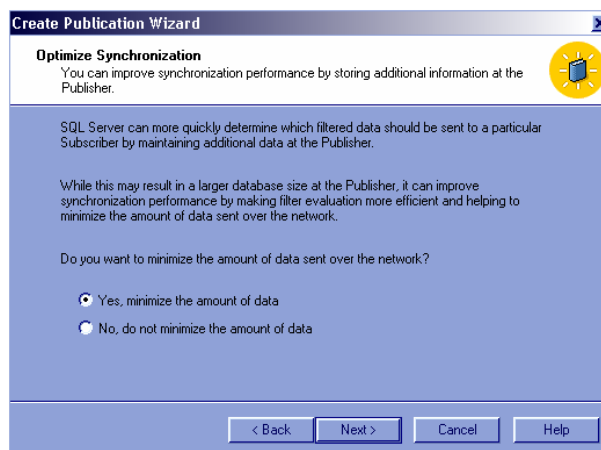 Create Publication Wizard
Optimize Synchronization
You can improve synchronization performance by storing additional information at the
Publisher.
SQL Server can more quickly determine which filtered data should be sent to a particular
Subscriber by maintaining additional data at the Publisher.
While this may result in a larger database size at the Publisher, it can improve
synchronization performance by making filter evaluation more efficient and helping to
minimize the amount of data sent over the network.
Do you want to minimize the amount of data sent over the network?
Yes, minimize the amount of data
No, do not minimize the amount of data
< Back Next > Cancel Help